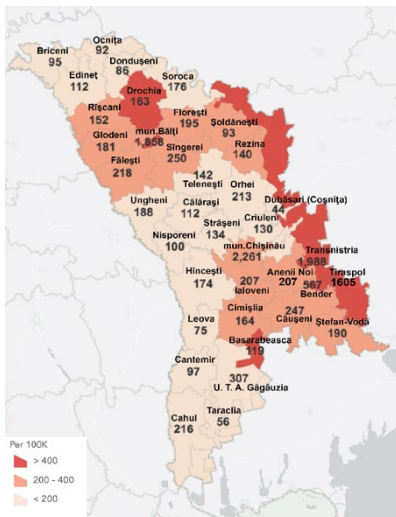 Ocnița
92
Briceni
95
Dondușeni
86
Edineț
112
Soroca
176
Drochia
163
Rîșcani
152
Florești
195
Șoldănești
93
mun.Bălți
1,868
Glodeni
181
Sîngerei
250
Rezina
140
Fălești
218
142
Telenești
Orhei
213
Dubăsari (Coșnița)
44
Ungheni
188
Călărași
112
Criuleni
130
Strășeni
134
Nisporeni
100
mun.Chișinău
2,261
Transnistria
1,988
Hîncești
174
207
Ialoveni
Anenii Noi
207
567
Bender
Tiraspol
1605
Cimișlia
164
247
Căușeni
Ștefan-Vodă
190
Leova
75
Basarabeasca
119
Cantemir
97
307
U. T. A. Găgăuzia
Cahul
216
Taraclia
56
Per 100K
> 400
200 - 400
< 200